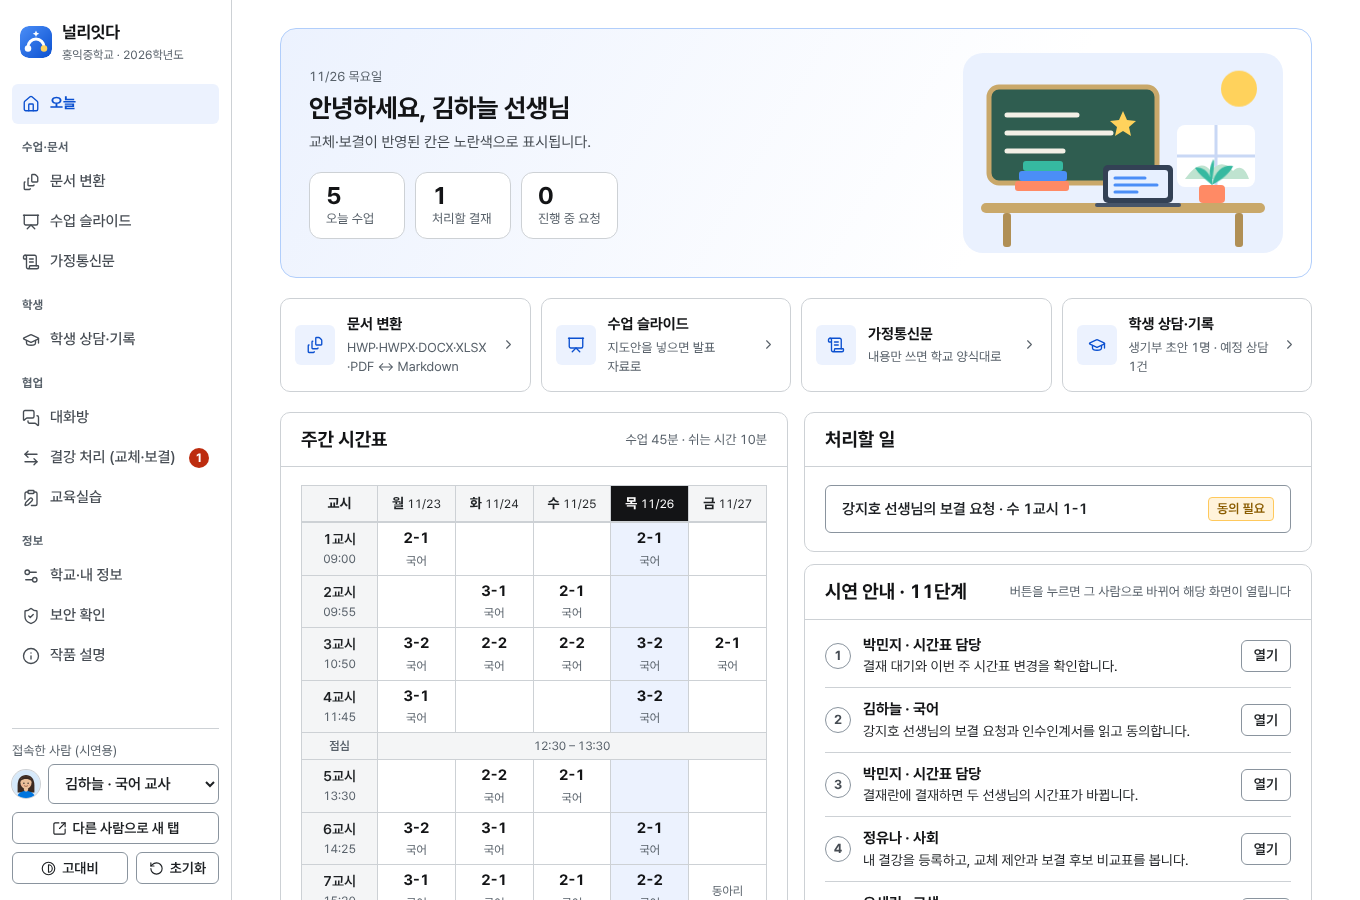 널리잇다
홍익중학교 · 2026학년도
오늘
수업·문서
문서 변환
수업 슬라이드
가정통신문
학생
학생 상담·기록
협업
대화방
결강 처리 (교체·보결) 1
교육실습
정보
학교·내 정보
보안 확인
작품 설명
접속한 사람 (시연용)
김하늘 · 국어 교사
다른 사람으로 새 탭
고대비 초기화
11/26 목요일
안녕하세요, 김하늘 선생님
교체·보결이 반영된 칸은 노란색으로 표시됩니다.
5 1 0
오늘 수업 처리할 결재 진행 중 요청
문서 변환
HWP·HWPX·DOCX·XLSX
·PDF ↔ Markdown
수업 슬라이드
지도안을 넣으면 발표
자료로
가정통신문
내용만 쓰면 학교 양식대로
학생 상담·기록
생기부 초안 1명 · 예정 상담
1건
주간 시간표 수업 45분 · 쉬는 시간 10분
교시 월 11/23 화 11/24 수 11/25 목 11/26 금 11/27
1교시 2-1 2-1
09:00 국어 국어
2교시 3-1 2-1
09:55 국어 국어
3교시 3-2 2-2 2-2 3-2 2-1
10:50 국어 국어 국어 국어 국어
4교시 3-1 3-2
11:45 국어 국어
점심 12:30 – 13:30
5교시 2-2 2-1
13:30 국어 국어
6교시 3-2 3-1 2-1
14:25 국어 국어 국어
7교시 3-1 2-1 2-1 2-2 동아리
처리할 일
강지호 선생님의 보결 요청 · 수 1교시 1-1 동의 필요
시연 안내 · 11단계 버튼을 누르면 그 사람으로 바뀌어 해당 화면이 열립니다
1 박민지 · 시간표 담당 열기
결재 대기와 이번 주 시간표 변경을 확인합니다.
2 김하늘 · 국어 열기
강지호 선생님의 보결 요청과 인수인계서를 읽고 동의합니다.
3 박민지 · 시간표 담당 열기
결재란에 결재하면 두 선생님의 시간표가 바뀝니다.
4 정유나 · 사회 열기
내 결강을 등록하고, 교체 제안과 보결 후보 비교표를 봅니다.